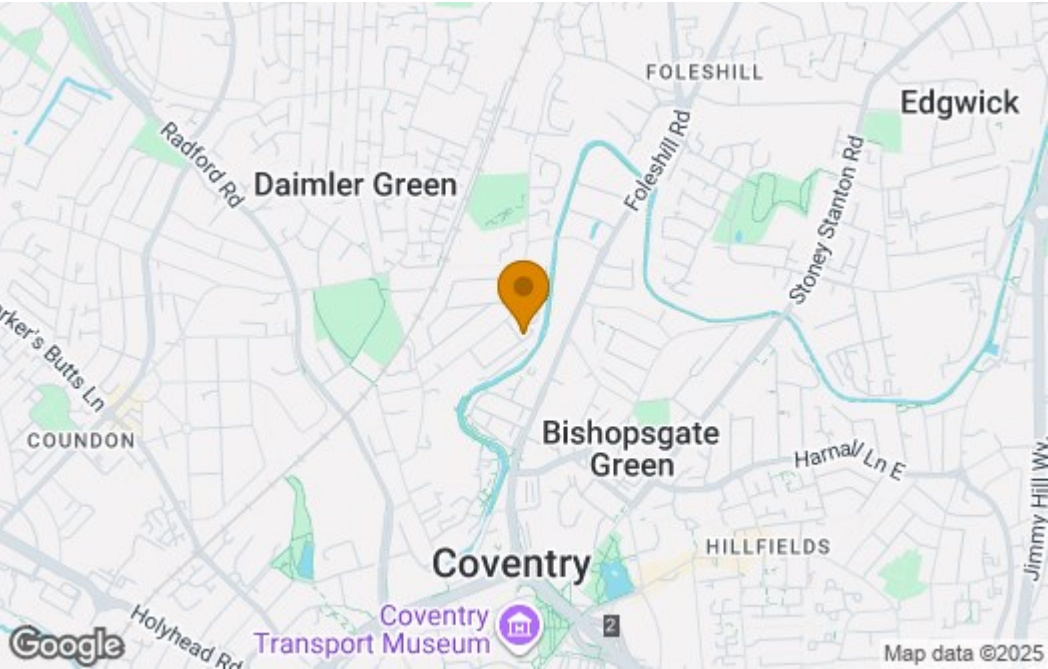 FOLESHILL
Edgwick
Radford Rd
Daimler Green
Foleshill Rd
Stoney Stanton Rd
arker's Butts Ln
COUNDON
Bishopsgate
Green
Harnall Ln E
Jimmy Hill Wy
Coventry
HILLFIELDS
Coventry
Transport Museum
2
Holyhead Rd
Google
Map data ©2025